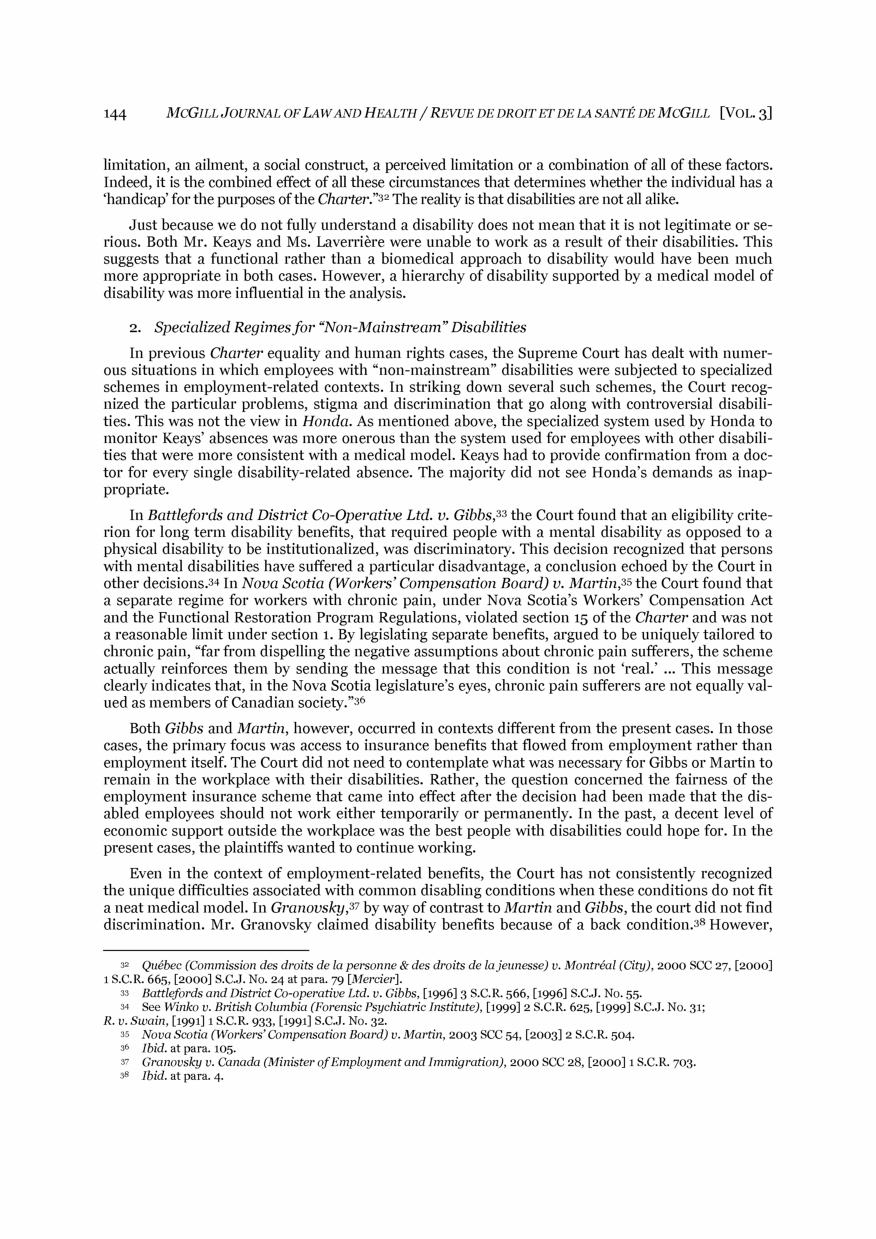 144 MCGILL JOURNAL OF LAW AND HEALTH / REVUE DE DROIT ET DE LA SANTÉ DE MCGILL [VOL. 3]
limitation, an ailment, a social construct, a perceived limitation or a combination of all of these factors.
Indeed, it is the combined effect of all these circumstances that determines whether the individual has a
‘handicap’ for the purposes of the Charter.”32 The reality is that disabilities are not all alike.
Just because we do not fully understand a disability does not mean that it is not legitimate or se-
rious. Both Mr. Keays and Ms. Laverrière were unable to work as a result of their disabilities. This
suggests that a functional rather than a biomedical approach to disability would have been much
more appropriate in both cases. However, a hierarchy of disability supported by a medical model of
disability was more influential in the analysis.
2. Specialized Regimes for “Non-Mainstream” Disabilities
In previous Charter equality and human rights cases, the Supreme Court has dealt with numer-
ous situations in which employees with “non-mainstream” disabilities were subjected to specialized
schemes in employment-related contexts. In striking down several such schemes, the Court recog-
nized the particular problems, stigma and discrimination that go along with controversial disabili-
ties. This was not the view in Honda. As mentioned above, the specialized system used by Honda to
monitor Keays’ absences was more onerous than the system used for employees with other disabili-
ties that were more consistent with a medical model. Keays had to provide confirmation from a doc-
tor for every single disability-related absence. The majority did not see Honda’s demands as inap-
propriate.
In Battlefords and District Co-Operative Ltd. v. Gibbs,33 the Court found that an eligibility crite-
rion for long term disability benefits, that required people with a mental disability as opposed to a
physical disability to be institutionalized, was discriminatory. This decision recognized that persons
with mental disabilities have suffered a particular disadvantage, a conclusion echoed by the Court in
other decisions.34 In Nova Scotia (Workers’ Compensation Board) v. Martin,35 the Court found that
a separate regime for workers with chronic pain, under Nova Scotia’s Workers’ Compensation Act
and the Functional Restoration Program Regulations, violated section 15 of the Charter and was not
a reasonable limit under section 1. By legislating separate benefits, argued to be uniquely tailored to
chronic pain, “far from dispelling the negative assumptions about chronic pain sufferers, the scheme
actually reinforces them by sending the message that this condition is not ‘real.’ ... This message
clearly indicates that, in the Nova Scotia legislature’s eyes, chronic pain sufferers are not equally val-
ued as members of Canadian society.”36
Both Gibbs and Martin, however, occurred in contexts different from the present cases. In those
cases, the primary focus was access to insurance benefits that flowed from employment rather than
employment itself. The Court did not need to contemplate what was necessary for Gibbs or Martin to
remain in the workplace with their disabilities. Rather, the question concerned the fairness of the
employment insurance scheme that came into effect after the decision had been made that the dis-
abled employees should not work either temporarily or permanently. In the past, a decent level of
economic support outside the workplace was the best people with disabilities could hope for. In the
present cases, the plaintiffs wanted to continue working.
Even in the context of employment-related benefits, the Court has not consistently recognized
the unique difficulties associated with common disabling conditions when these conditions do not fit
a neat medical model. In Granovsky,37 by way of contrast to Martin and Gibbs, the court did not find
discrimination. Mr. Granovsky claimed disability benefits because of a back condition.38 However,
32 Québec (Commission des droits de la personne & des droits de la jeunesse) v. Montréal (City), 2000 SCC 27, [2000]
1 S.C.R. 665, [2000] S.C.J. No. 24 at para. 79 [Mercier].
33 Battlefords and District Co-operative Ltd. v. Gibbs, [1996] 3 S.C.R. 566, [1996] S.C.J. No. 55.
34 See Winko v. British Columbia (Forensic Psychiatric Institute), [1999] 2 S.C.R. 625, [1999] S.C.J. No. 31;
R. v. Swain, [1991] 1 S.C.R. 933, [1991] S.C.J. No. 32.
35 Nova Scotia (Workers’ Compensation Board) v. Martin, 2003 SCC 54, [2003] 2 S.C.R. 504.
36 Ibid. at para. 105.
37 Granovsky v. Canada (Minister of Employment and Immigration), 2000 SCC 28, [2000] 1 S.C.R. 703.
38 Ibid. at para. 4.